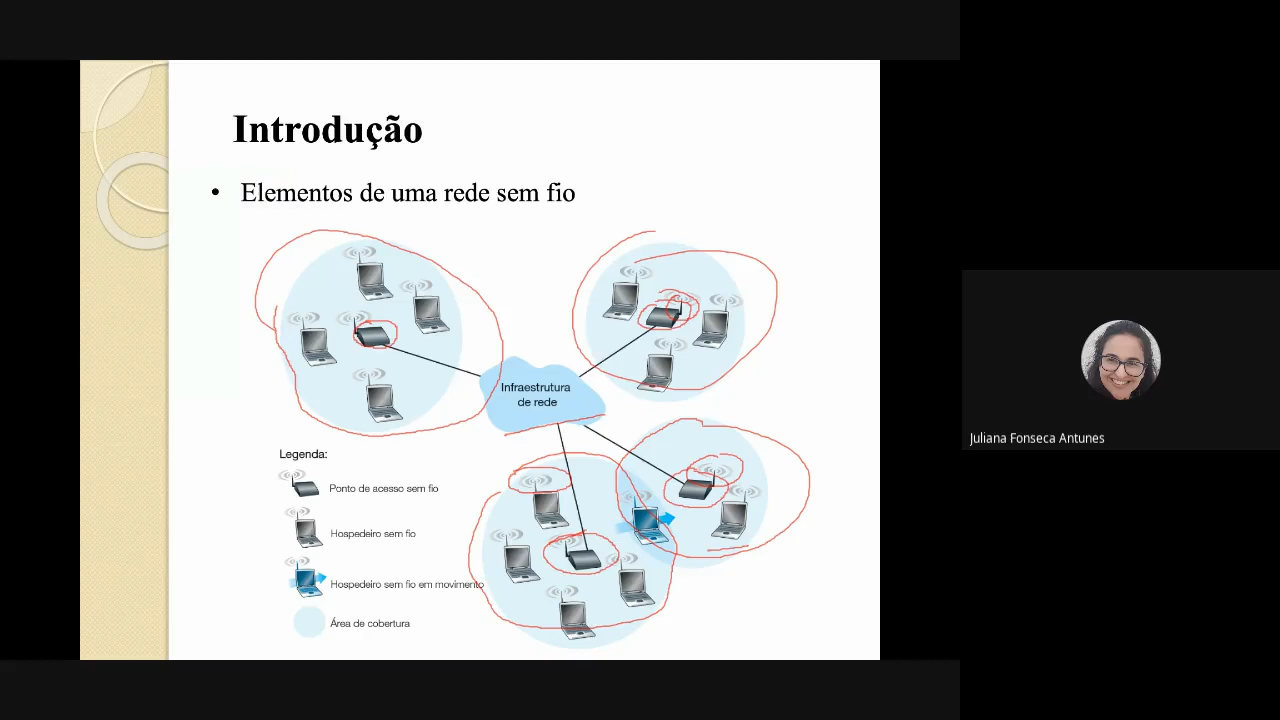 Introdução
• Elementos de uma rede sem fio
Infraestrutura
de rede
Legenda:
Ponto de acesso sem fio
Hospedeiro sem fio
Hospedeiro sem fio em movimento
Área de cobertura
Juliana Fonseca Antunes